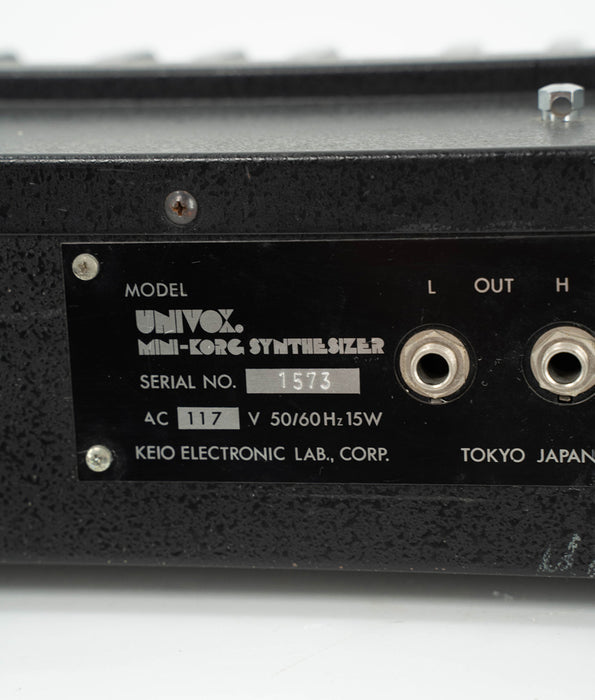 MODEL
UNIVOX.
MINI-KORG SYNTHESIZER
SERIAL NO. 1573
AC 117 V 50/60Hz 15W
KEIO ELECTRONIC LAB., CORP.
L OUT H
TOKYO JAPAN